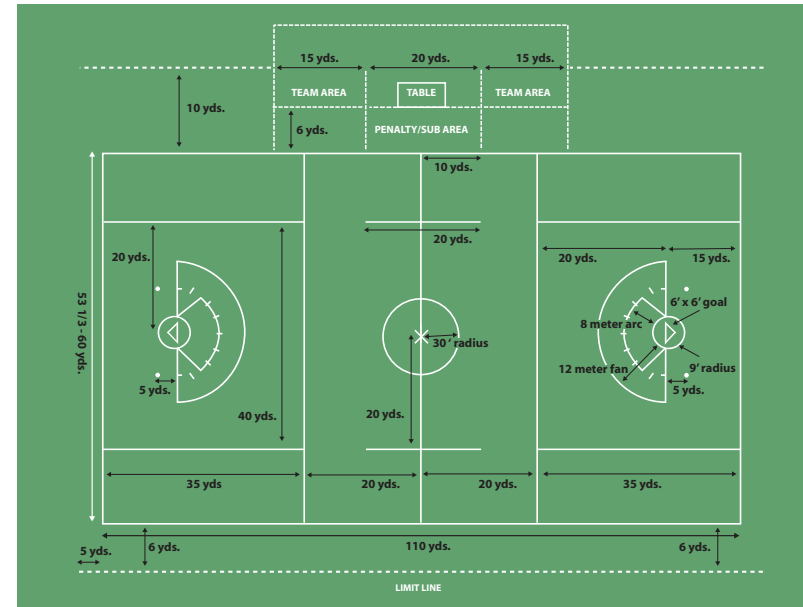 15 yds.
20 yds.
15 yds.
TEAM AREA
TABLE
TEAM AREA
10 yds.
6 yds.
PENALTY/SUB AREA
10 yds.
20 yds.
20 yds.
20 yds.
15 yds.
6’ x 6’ goal
8 meter arc
53 1/3 - 60 yds.
30 ‘ radius
12 meter fan
9’ radius
5 yds.
5 yds.
40 yds.
20 yds.
35 yds
20 yds.
20 yds.
35 yds.
5 yds.
6 yds.
110 yds.
6 yds.
LIMIT LINE